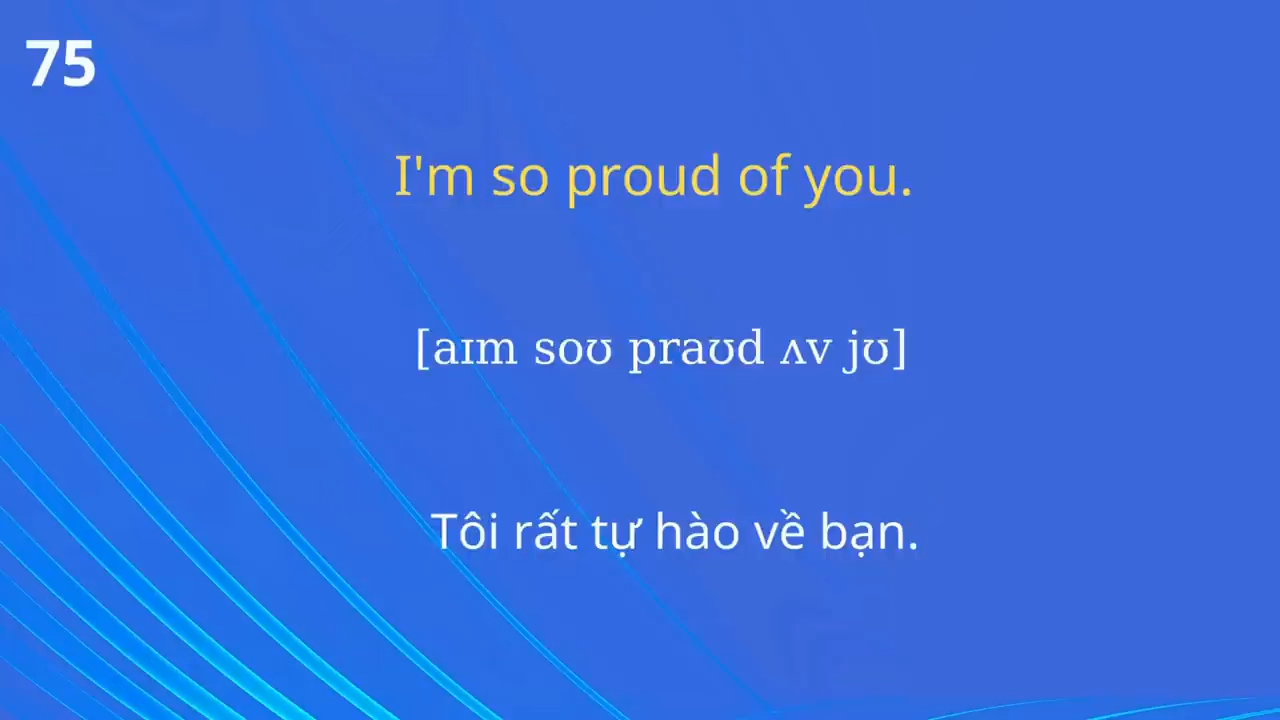 75
I'm so proud of you.
[aɪm soʊ praʊd ʌv jʊ]
Tôi rất tự hào về bạn.